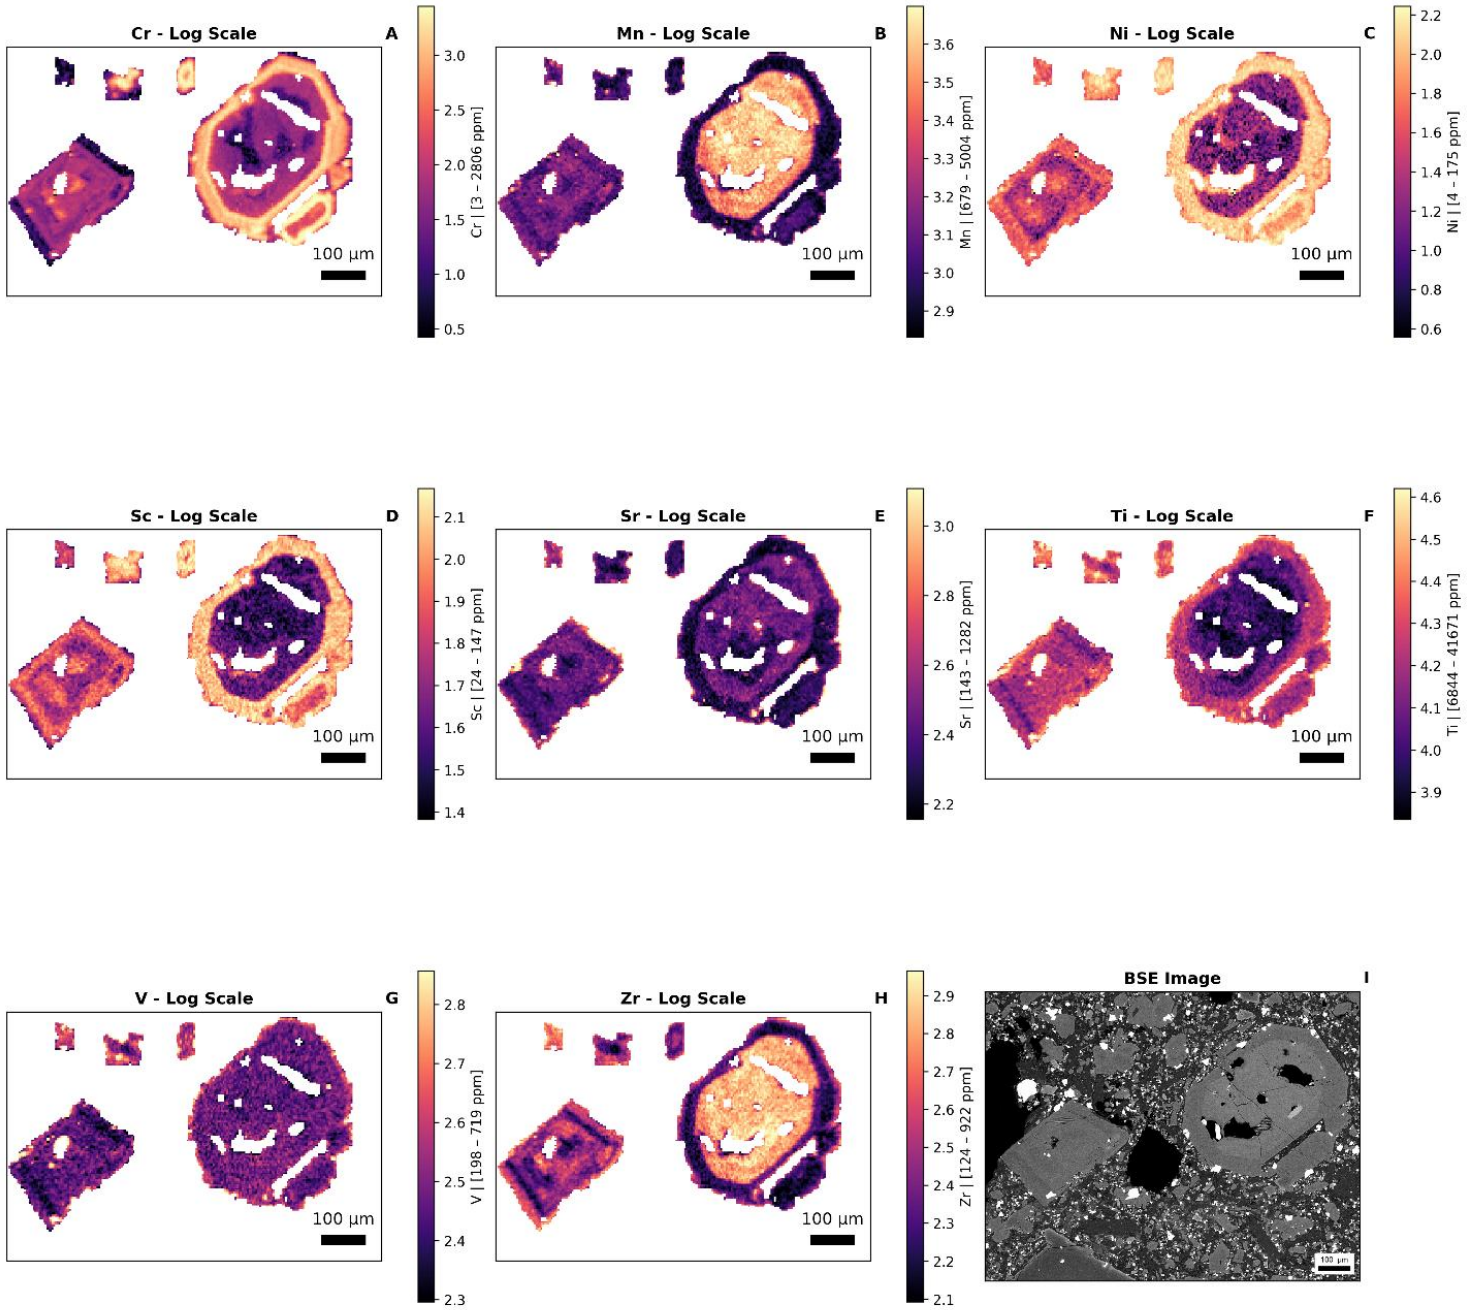 Cr - Log Scale
A
3.0
2.5
2.0
1.5
1.0
0.5
Cr | [3 – 2806 ppm]
100 μm
Mn - Log Scale
B
3.6
3.5
3.4
3.3
3.2
3.1
3.0
2.9
Mn | [679 – 5004 ppm]
100 μm
Ni - Log Scale
C
2.2
2.0
1.8
1.6
1.4
1.2
1.0
0.8
0.6
Ni | [4 – 175 ppm]
100 μm
Sc - Log Scale
D
2.1
2.0
1.9
1.8
1.7
1.6
1.5
1.4
Sc | [24 – 147 ppm]
100 μm
Sr - Log Scale
E
3.0
2.8
2.6
2.4
2.2
Sr | [143 – 1282 ppm]
100 μm
Ti - Log Scale
F
4.6
4.5
4.4
4.3
4.2
4.1
4.0
3.9
Ti | [6844 – 41671 ppm]
100 μm
V - Log Scale
G
2.8
2.7
2.6
2.5
2.4
2.3
V | [198 – 719 ppm]
100 μm
Zr - Log Scale
H
2.9
2.8
2.7
2.6
2.5
2.4
2.3
2.2
2.1
Zr | [124 – 922 ppm]
100 μm
BSE Image
I
100 μm